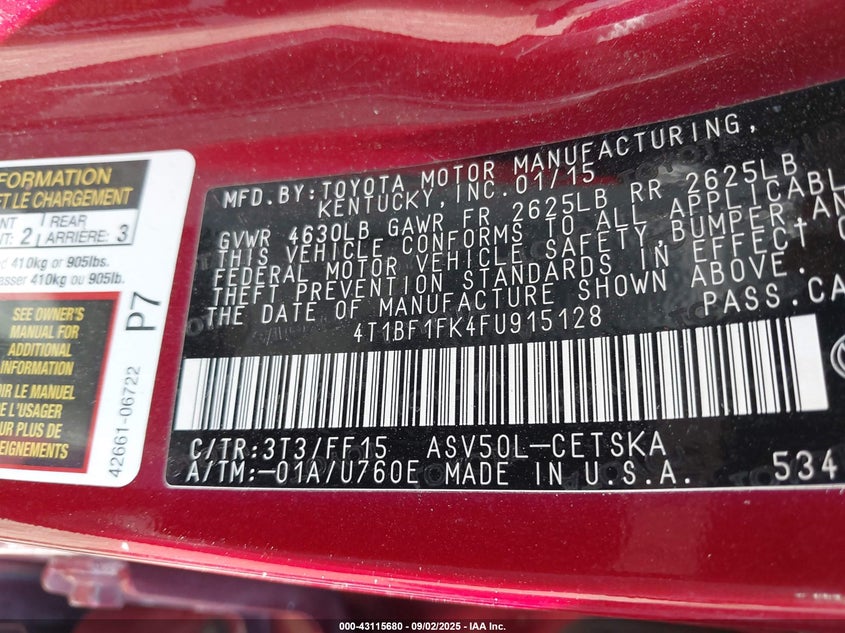 FORMATION
ET LE CHARGEMENT
NT 2 REAR 3
T: ARRIÈRE:
d 410kg or 905lbs.
asser 410kg ou 905lb.
SEE OWNER'S
MANUAL FOR
ADDITIONAL
INFORMATION
IR LE MANUEL
E L'USAGER
UR PLUS DE
EIGNEMENTS
P7
42661-06722
MFD.BY:TOYOTA MOTOR MANUFACTURING,
KENTUCKY,INC.01/15
GVWR 4630LB GAWR FR 2625LB RR 2625LB
THIS VEHICLE CONFORMS TO ALL APPLICABL
FEDERAL MOTOR VEHICLE SAFETY,BUMPER,AN
THEFT PREVENTION STANDARDS IN EFFECT O
THE DATE OF MANUFACTURE SHOWN ABOVE.
4T1BF1FK4FU915128 PASS.CA
C/TR:3T3/FF15 ASV50L-CETSKA
A/TM:-01A/U760E MADE IN U.S.A. 534
000-43115680 - 09/02/2025 - IAA Inc.